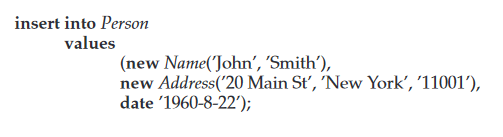 insert into Person
values
(new Name('John', 'Smith'),
new Address('20 Main St', 'New York', '11001'),
date '1960-8-22');